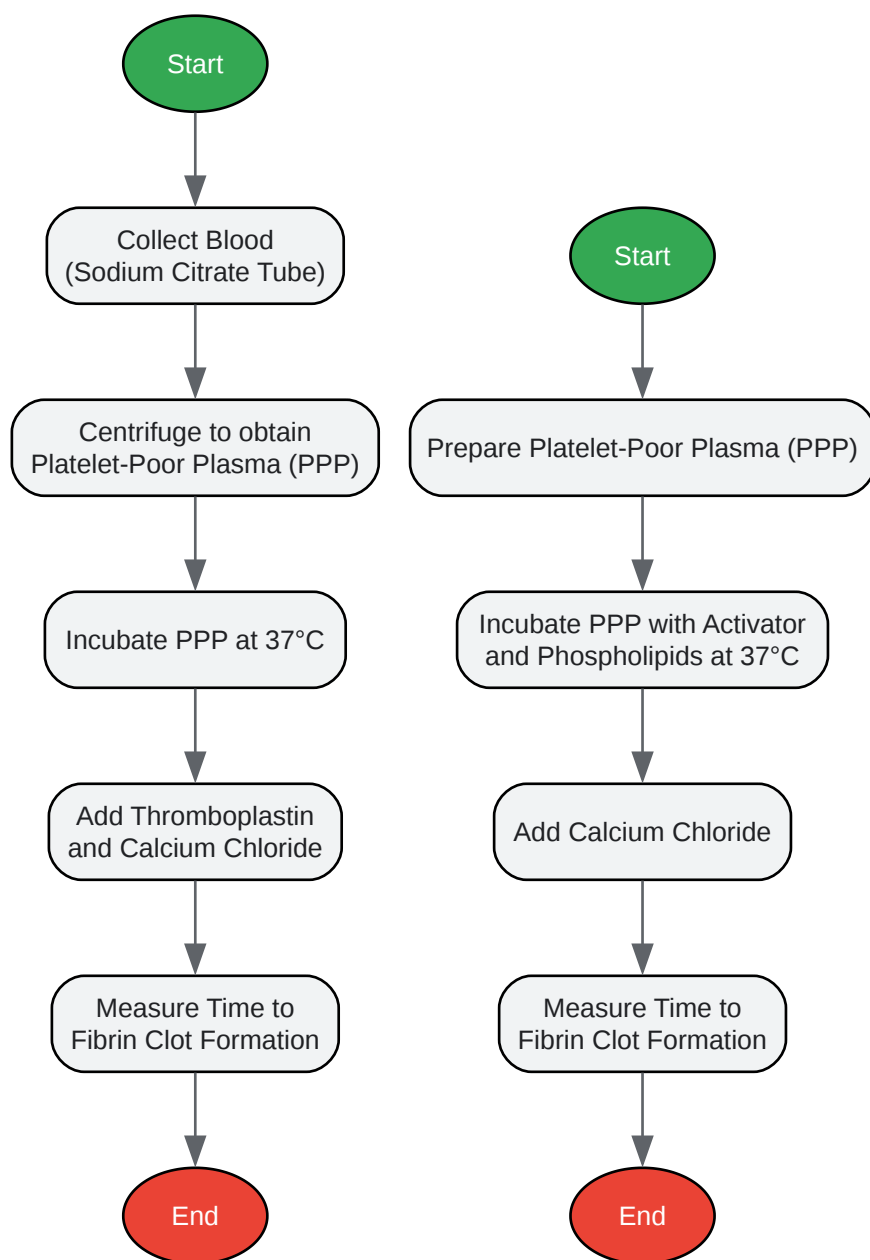 Start
Collect Blood
(Sodium Citrate Tube)
Centrifuge to obtain
Platelet-Poor Plasma (PPP)
Incubate PPP at 37°C
Add Thromboplastin
and Calcium Chloride
Measure Time to
Fibrin Clot Formation
End
Start
Prepare Platelet-Poor Plasma (PPP)
Incubate PPP with Activator
and Phospholipids at 37°C
Add Calcium Chloride
Measure Time to
Fibrin Clot Formation
End